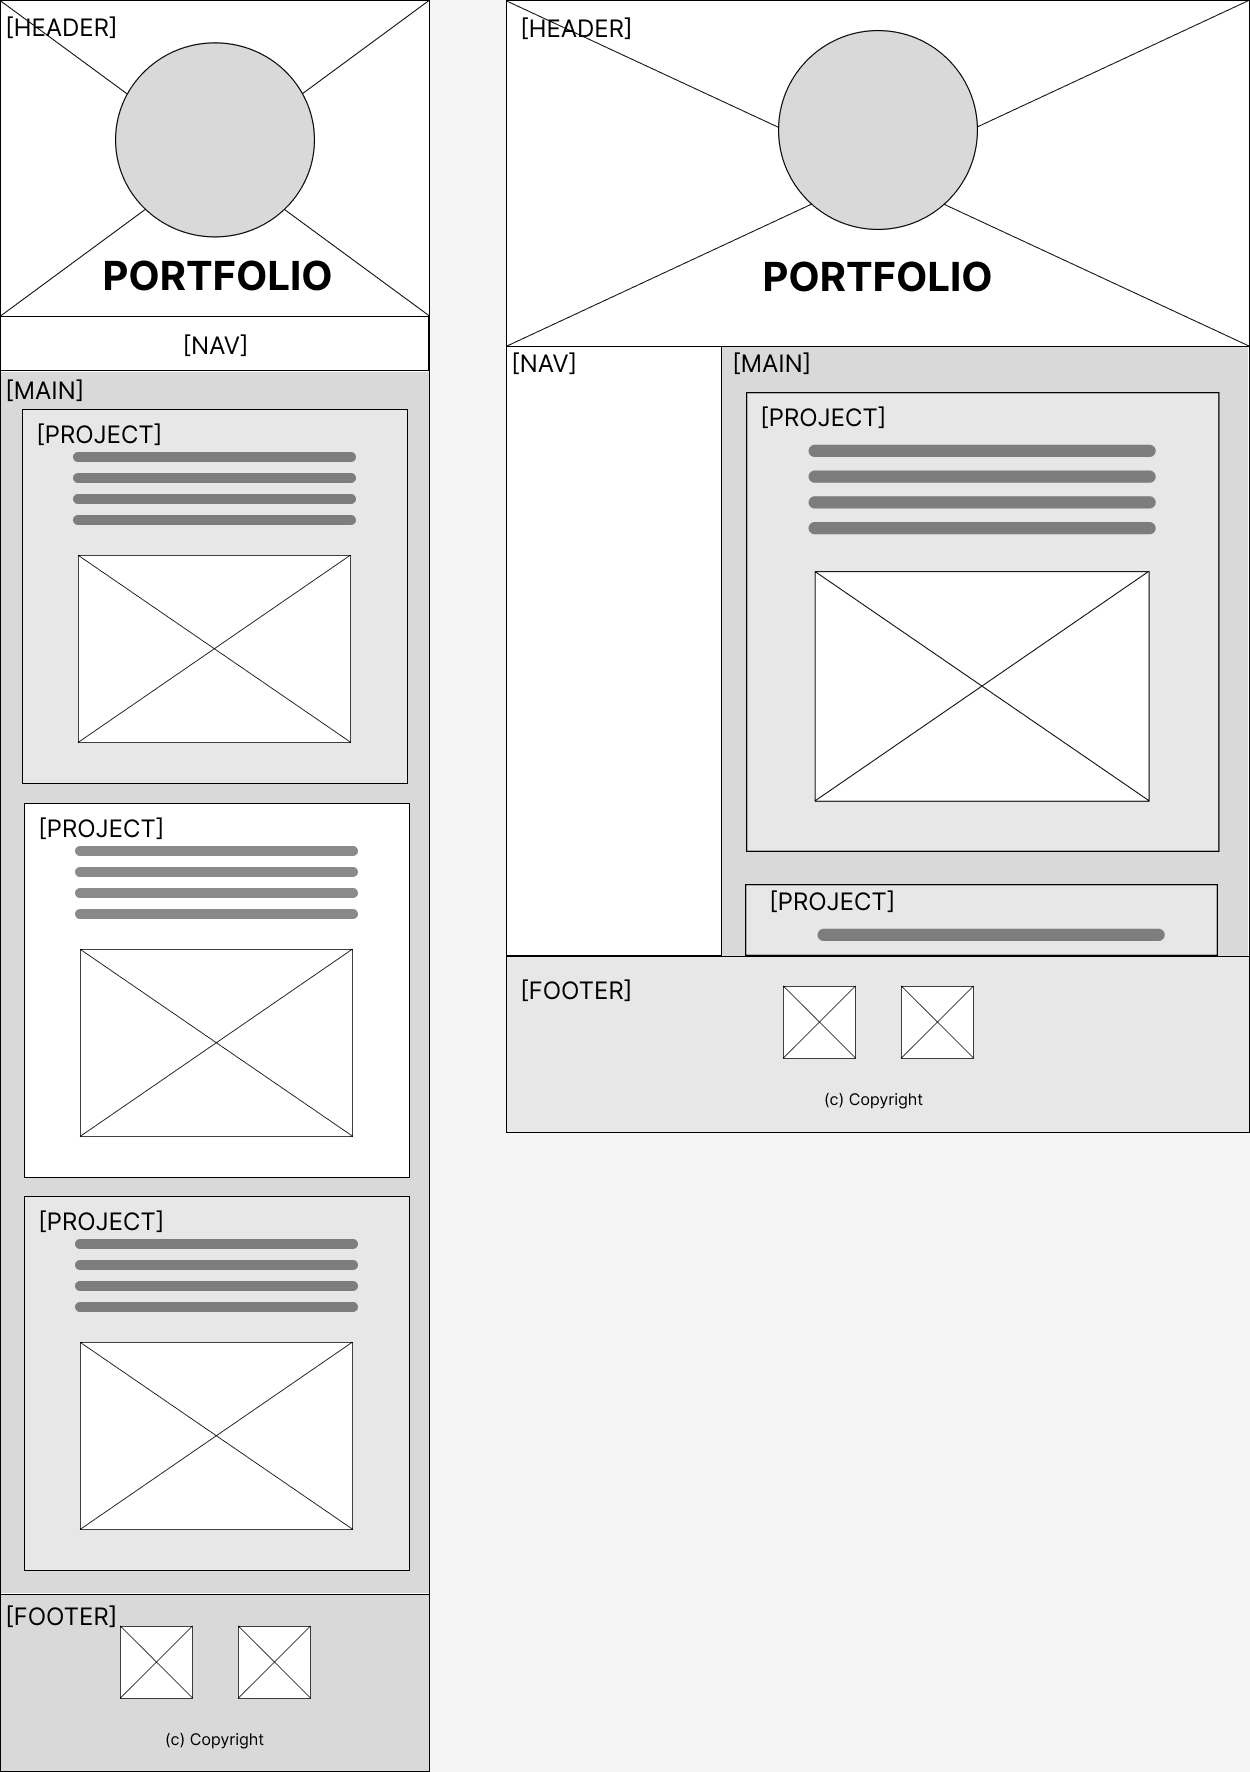 [HEADER]
PORTFOLIO
[NAV]
[MAIN]
[PROJECT]
[PROJECT]
[PROJECT]
[FOOTER]
(c) Copyright
[HEADER]
PORTFOLIO
[NAV]
[MAIN]
[PROJECT]
[PROJECT]
[FOOTER]
(c) Copyright